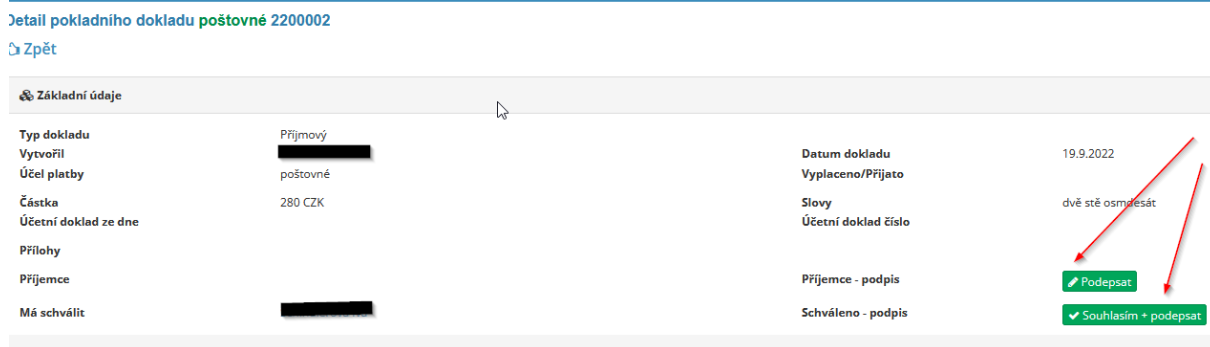 Detail pokladního dokladu poštovné 2200002
Zpět
Základní údaje
Typ dokladu Příjmový
Vytvořil Datum dokladu 19.9.2022
Účel platby poštovné Vyplaceno/Přijato
Částka 280 CZK Slovy dvě stě osmdesát
Účetní doklad ze dne Účetní doklad číslo
Přílohy
Příjemce Příjemce - podpis Podepsat
Má schválit Schváleno - podpis Souhlasím + podepsat